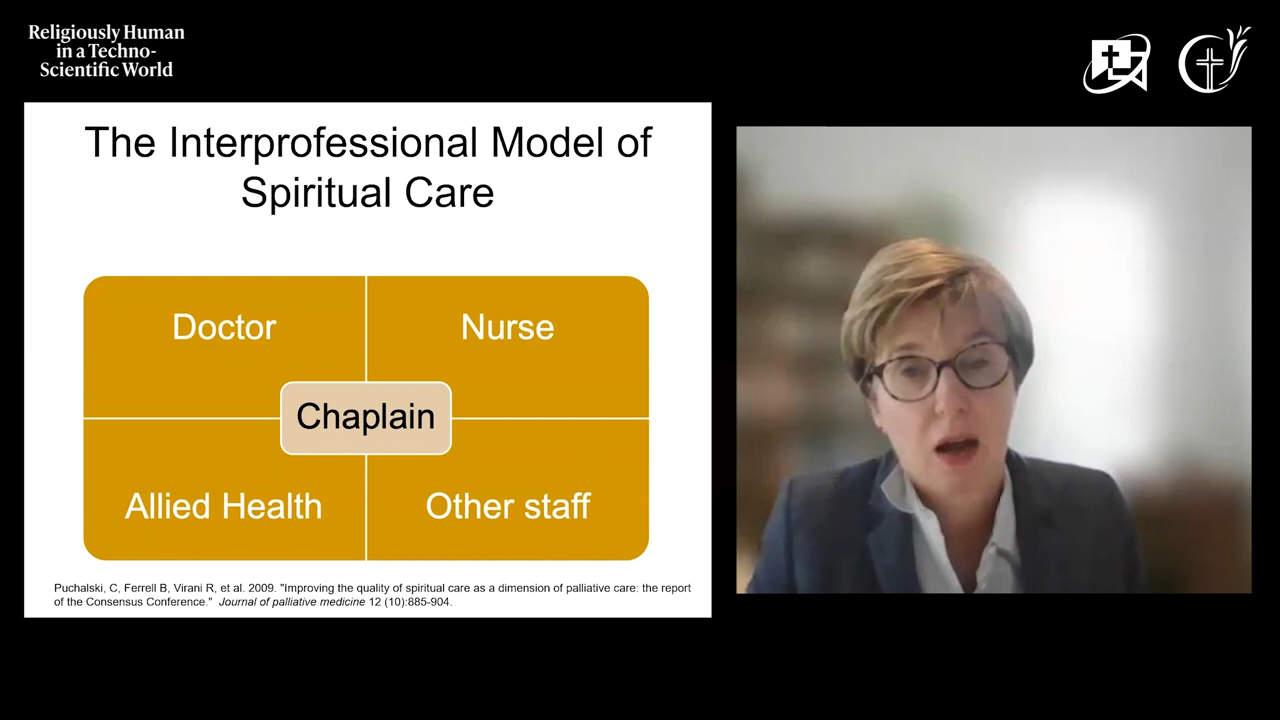 Religiously Human
in a Techno-
Scientific World
The Interprofessional Model of
Spiritual Care
Doctor
Nurse
Chaplain
Allied Health
Other staff
Puchalski, C, Ferrell B, Virani R, et al. 2009. "Improving the quality of spiritual care as a dimension of palliative care: the report
of the Consensus Conference." Journal of palliative medicine 12 (10):885-904.